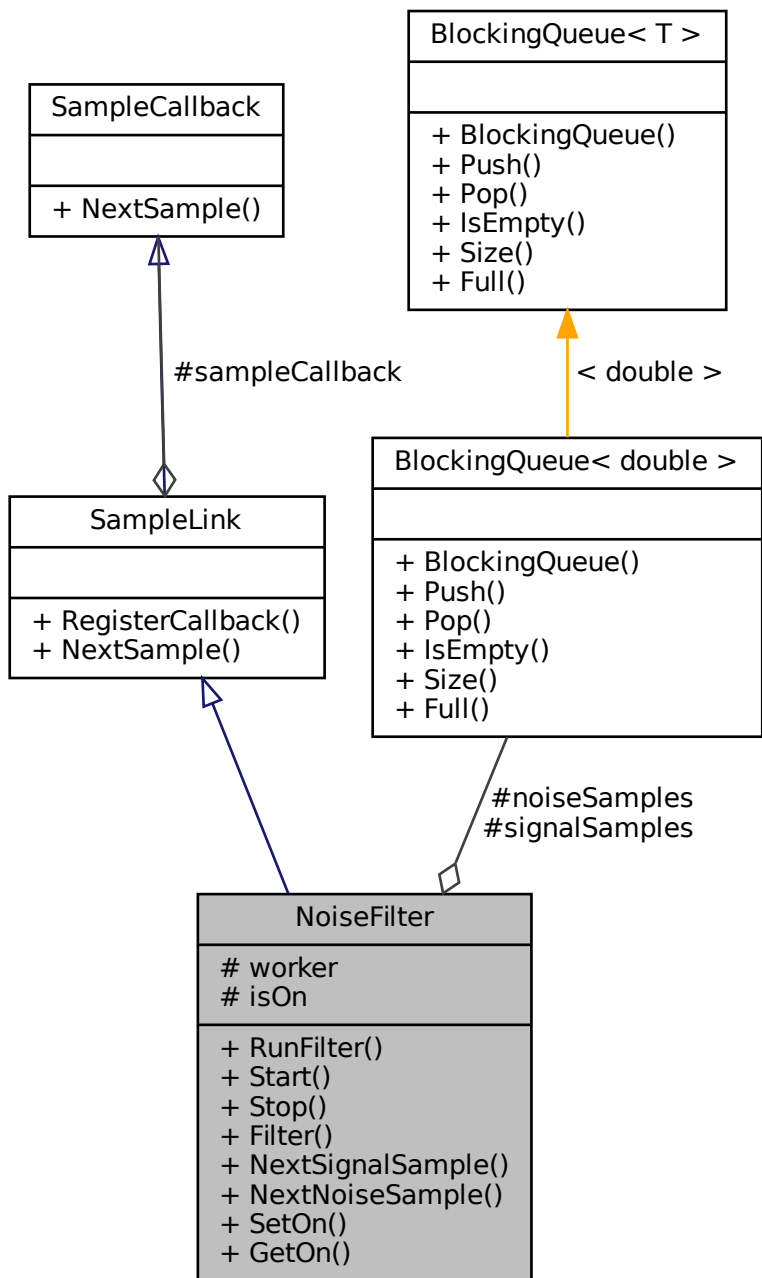 BlockingQueue< T >
+ BlockingQueue()
+ Push()
+ Pop()
+ IsEmpty()
+ Size()
+ Full()
SampleCallback
+ NextSample()
#sampleCallback
< double >
BlockingQueue< double >
+ BlockingQueue()
+ Push()
+ Pop()
+ IsEmpty()
+ Size()
+ Full()
SampleLink
+ RegisterCallback()
+ NextSample()
#noiseSamples
#signalSamples
NoiseFilter
# worker
# isOn
+ RunFilter()
+ Start()
+ Stop()
+ Filter()
+ NextSignalSample()
+ NextNoiseSample()
+ SetOn()
+ GetOn()